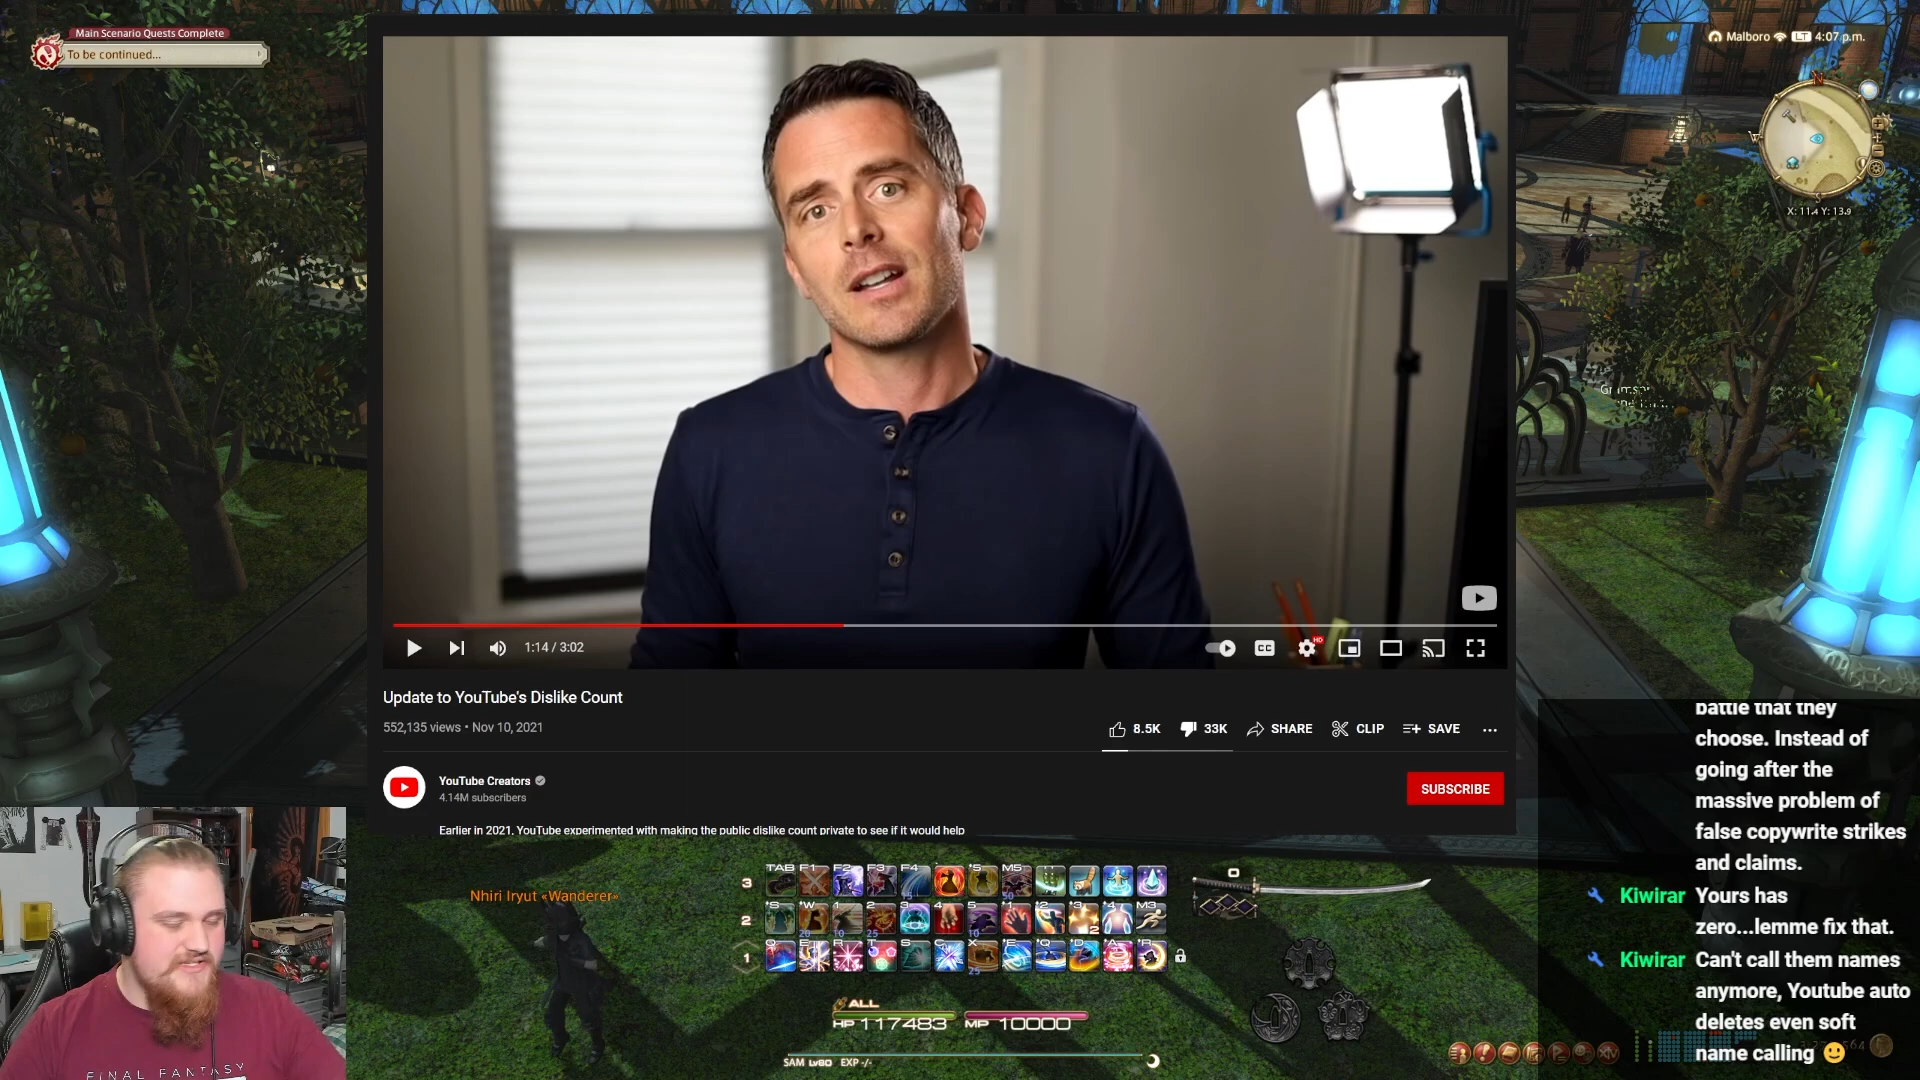 Main Scenario Quests Complete
To be continued...
Malboro LT 4:07 p.m.
N
X: 11.4 Y: 13.9
HD
1:14 / 3:02
CC
Update to YouTube's Dislike Count
552,135 views • Nov 10, 2021
8.5K 33K SHARE CLIP SAVE ...
YouTube Creators
4.14M subscribers
SUBSCRIBE
Earlier in 2021, YouTube experimented with making the public dislike count private to see if it would help
battle that they
choose. Instead of
going after the
massive problem of
false copywrite strikes
and claims.
Kiwirar Yours has
zero...lemme fix that.
Kiwirar Can't call them names
anymore, Youtube auto
deletes even soft
name calling
Nhiri Iryut «Wanderer»
TAB F1 F2 F3 F4
3
2
1
ALL
HP 117483 MP 10000
SAM Lv80 EXP -/-
0
FINAL FANTASY